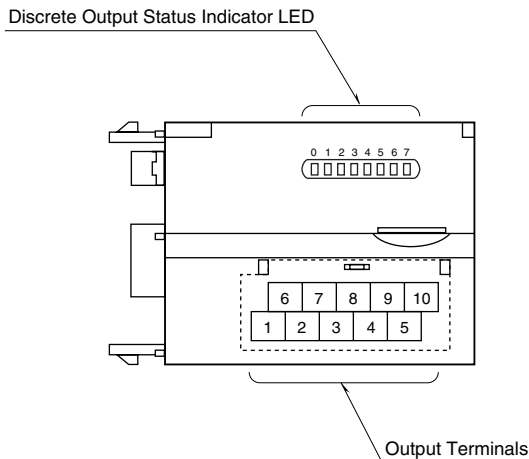 Discrete Output Status Indicator LED
0 1 2 3 4 5 6 7
6 7 8 9 10
1 2 3 4 5
Output Terminals